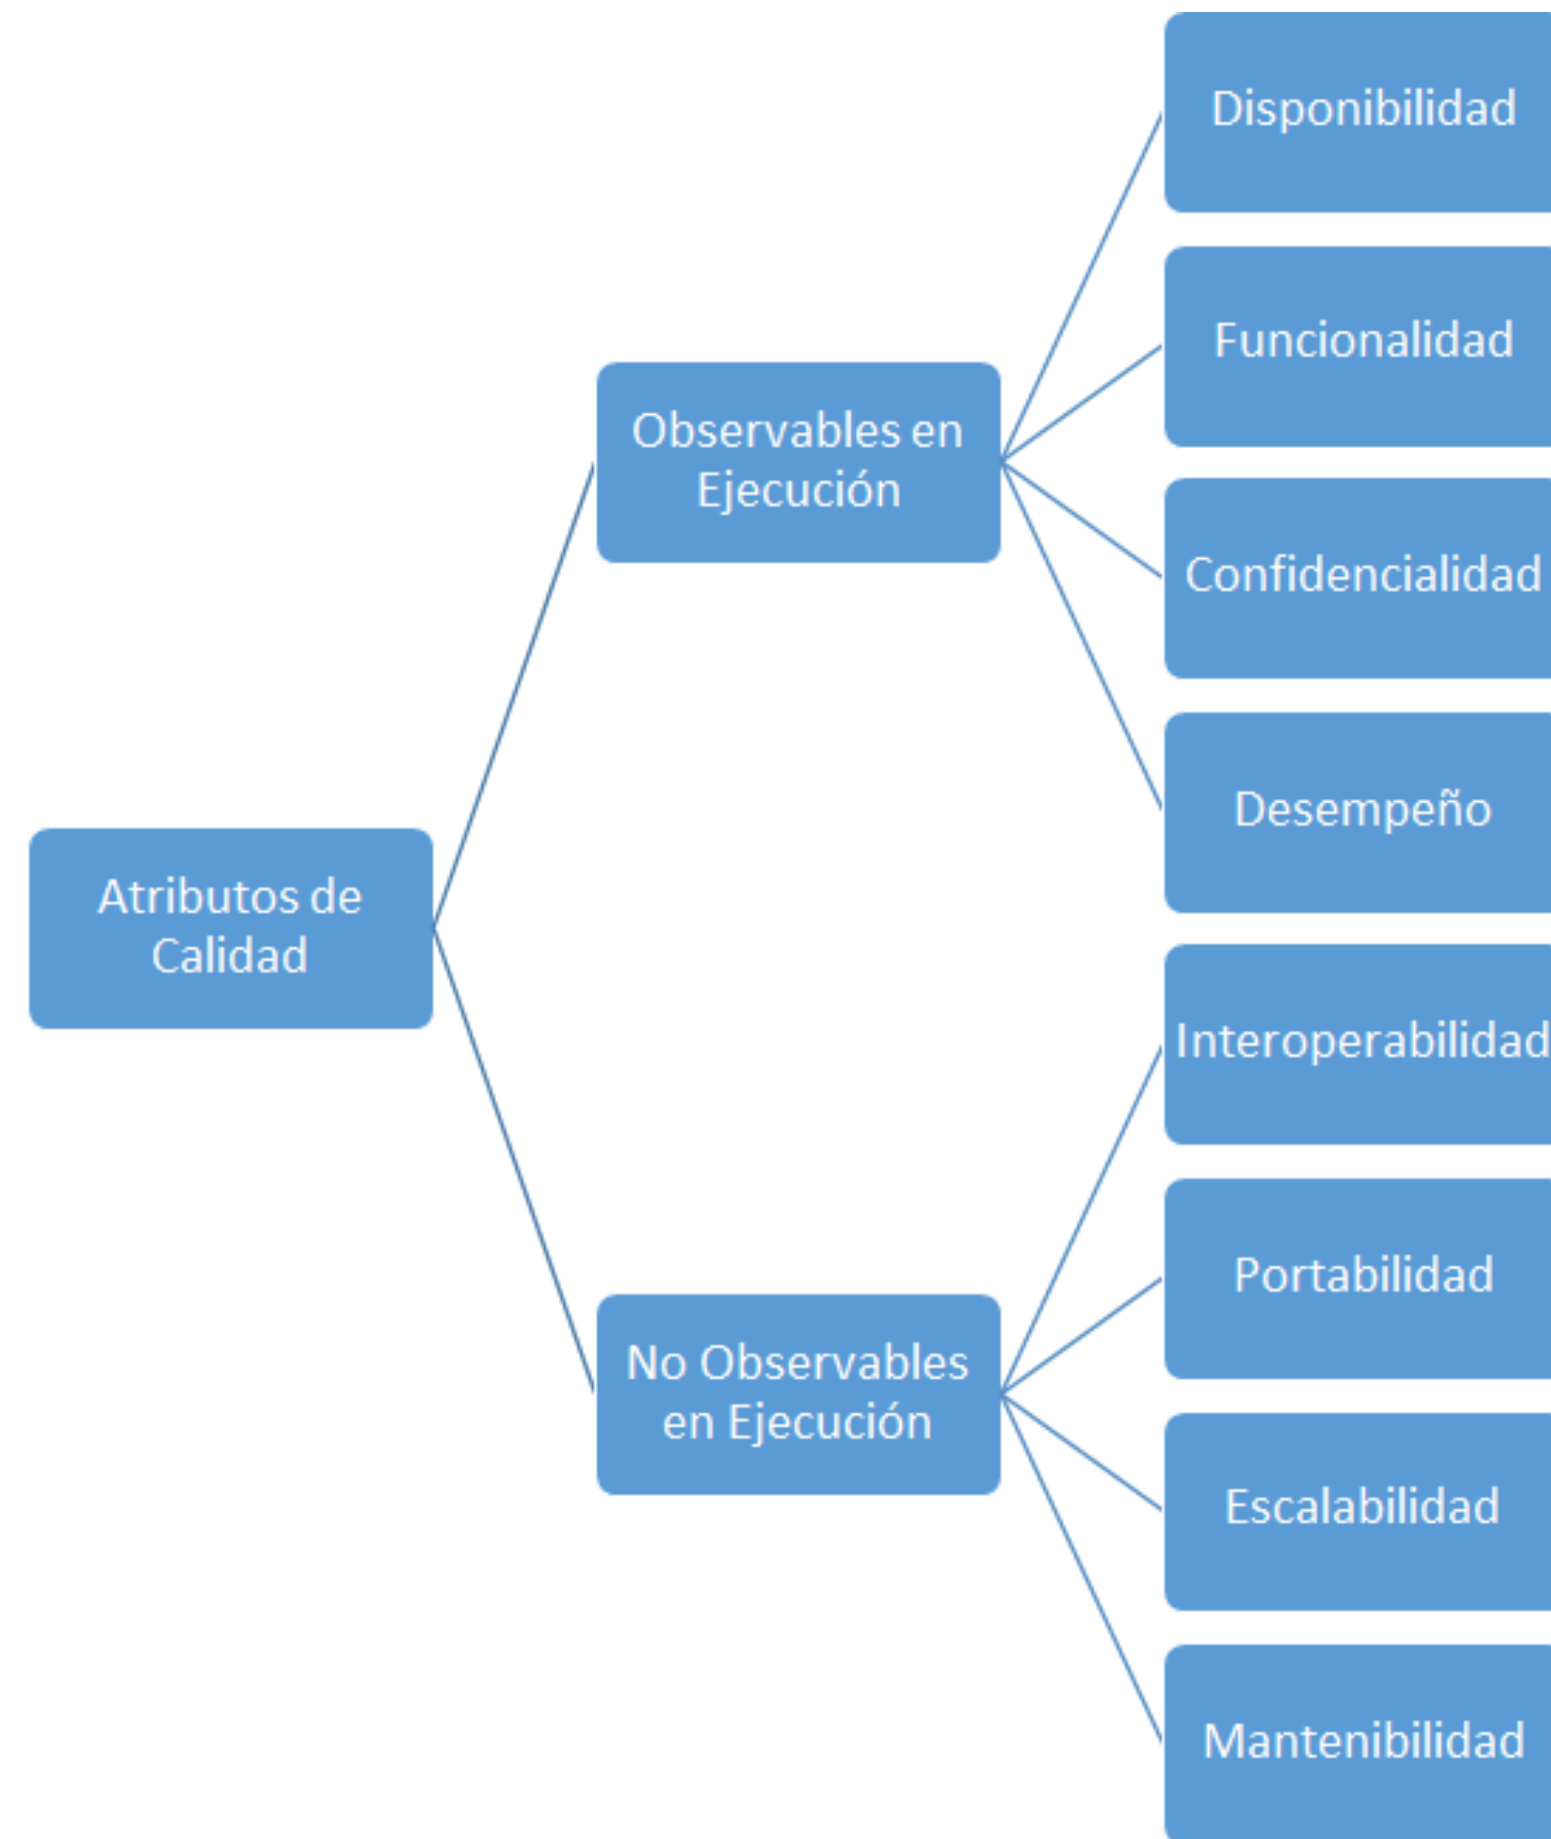 Disponibilidad
Funcionalidad
Observables en
Ejecución
Confidencialidad
Desempeño
Atributos de
Calidad
Interoperabilidad
Portabilidad
No Observables
en Ejecución
Escalabilidad
Mantenibilidad